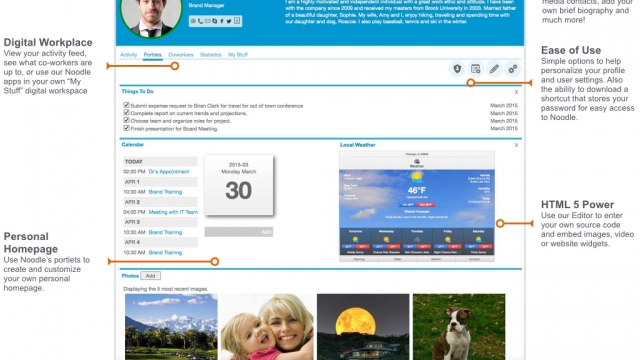 Brand Manager
I am a highly motivated and independent individual with a great work ethic and attitude. I have been
with the company since 2009 and received my masters from Brock University in 2003. Married father
of a beautiful daughter, Sophie. My wife, Amy and I, enjoy hiking, traveling and spending time with
our daughter and dog, Roscoe. I also play baseball, tennis and ski in the winter.
media contacts, add your
own brief biography and
much more!
Digital Workplace
View your activity feed,
see what co-workers are
up to, or use our Noodle
apps in your own "My
Stuff" digital workspace
Activity Portlets Coworkers Statistics My Stuff
Ease of Use
Simple options to help
personalize your profile
and user settings. Also
the ability to download a
shortcut that stores your
password for easy access
to Noodle.
Things To Do X
Submit expense request to Brian Clark for travel for out of town conference March 2015
Complete report on current trends and projections. March 2015
Choose team and organize roles for project. March 2015
Finish presentation for Board Meeting. March 2015
Calendar
TODAY
02:00 PM Dr's Appointment
APR 1
10:30 AM Brand Training
APR 2
04:00 PM Meeting with IT Team
APR 3
10:30 AM Brand Training
APR 4
10:30 AM Brand Training
2015-03
Monday March
30
Add
Local Weather X
Weather
46°F
HTML 5 Power
Use our Editor to enter
your own source code
and embed images, video
or website widgets.
Personal
Homepage
Use Noodle's portlets to
create and customize
your own personal
homepage.
Photos Add X
Displaying the 5 most recent images.